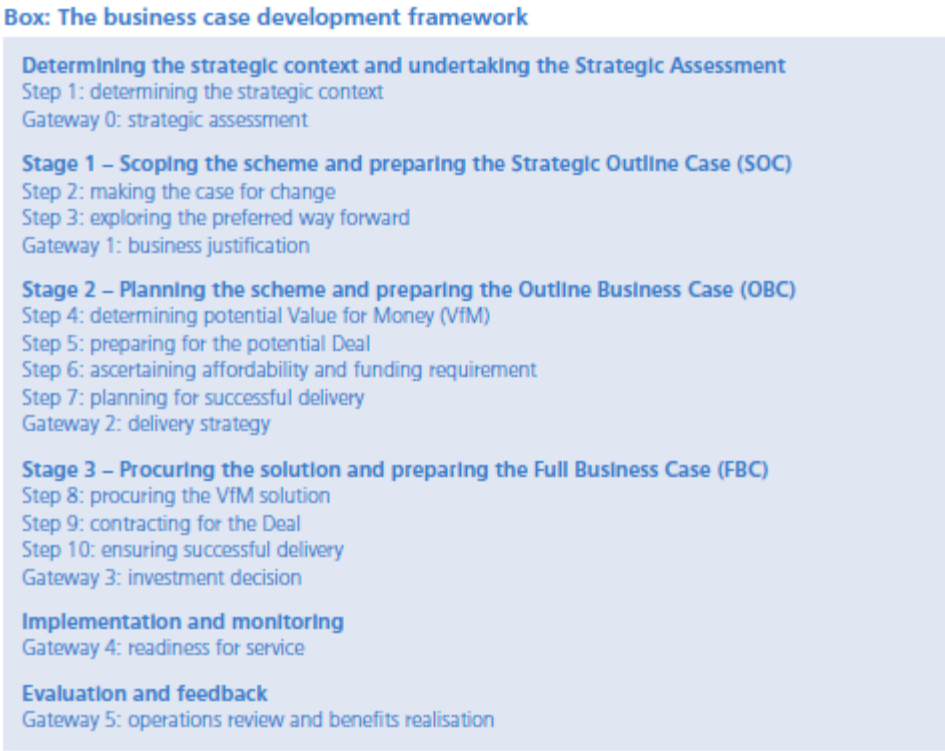 Box: The business case development framework
Determining the strategic context and undertaking the Strategic Assessment
Step 1: determining the strategic context
Gateway 0: strategic assessment
Stage 1 – Scoping the scheme and preparing the Strategic Outline Case (SOC)
Step 2: making the case for change
Step 3: exploring the preferred way forward
Gateway 1: business justification
Stage 2 – Planning the scheme and preparing the Outline Business Case (OBC)
Step 4: determining potential Value for Money (VfM)
Step 5: preparing for the potential Deal
Step 6: ascertaining affordability and funding requirement
Step 7: planning for successful delivery
Gateway 2: delivery strategy
Stage 3 – Procuring the solution and preparing the Full Business Case (FBC)
Step 8: procuring the VfM solution
Step 9: contracting for the Deal
Step 10: ensuring successful delivery
Gateway 3: investment decision
Implementation and monitoring
Gateway 4: readiness for service
Evaluation and feedback
Gateway 5: operations review and benefits realisation